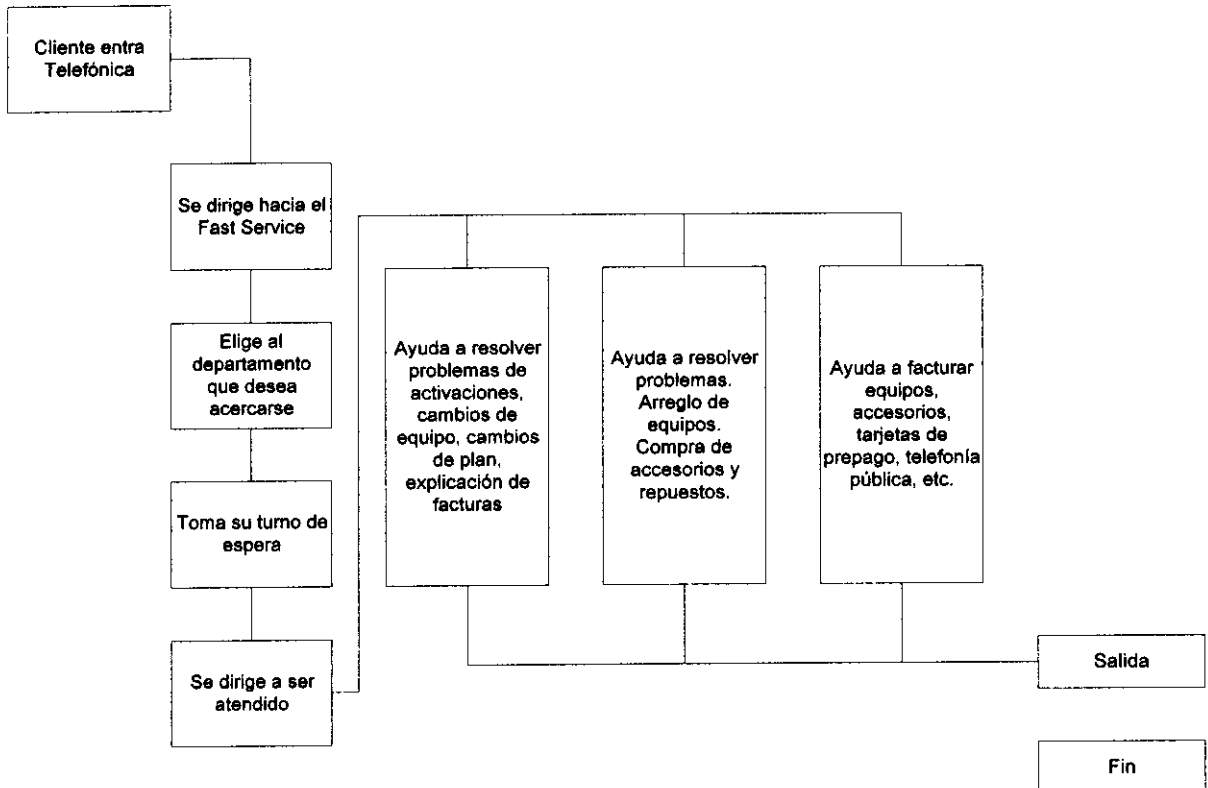 Cliente entra
Telefónica
Se dirige hacia el
Fast Service
Elige al
departamento
que desea
acercarse
Toma su turno de
espera
Se dirige a ser
atendido
Ayuda a resolver
problemas de
activaciones,
cambios de
equipo, cambios
de plan,
explicación de
facturas
Ayuda a resolver
problemas.
Arreglo de
equipos.
Compra de
accesorios y
repuestos.
Ayuda a facturar
equipos,
accesorios,
tarjetas de
prepago, telefonía
pública, etc.
Salida
Fin